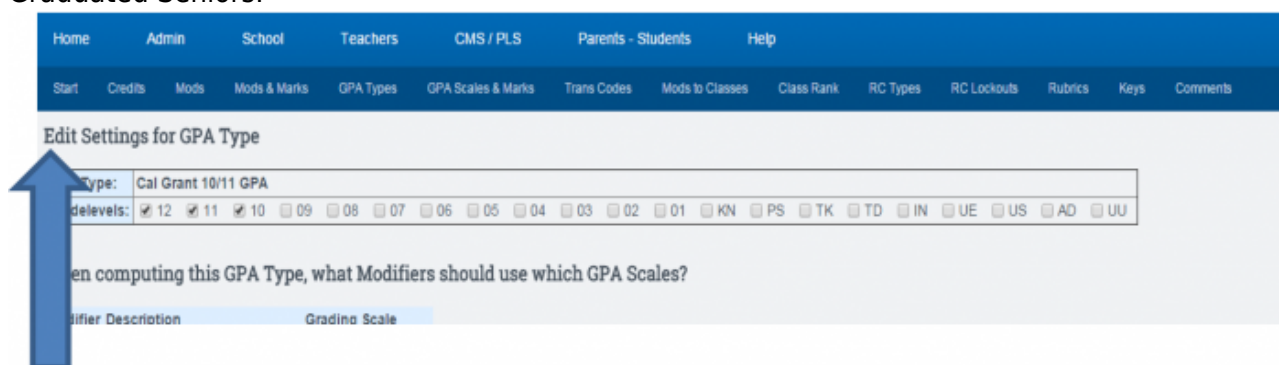 Home Admin School Teachers CMS / PLS Parents - Students Help
Start Credits Mods Mods & Marks GPA Types GPA Scales & Marks Trans Codes Mods to Classes Class Rank RC Types RC Lockouts Rubrics Keys Comments
Edit Settings for GPA Type
Type: Cal Grant 10/11 GPA
delevels: 12 11 10 09 08 07 06 05 04 03 02 01 KN PS TK TD IN UE US AD UU
en computing this GPA Type, what Modifiers should use which GPA Scales?
difier Description Grading Scale